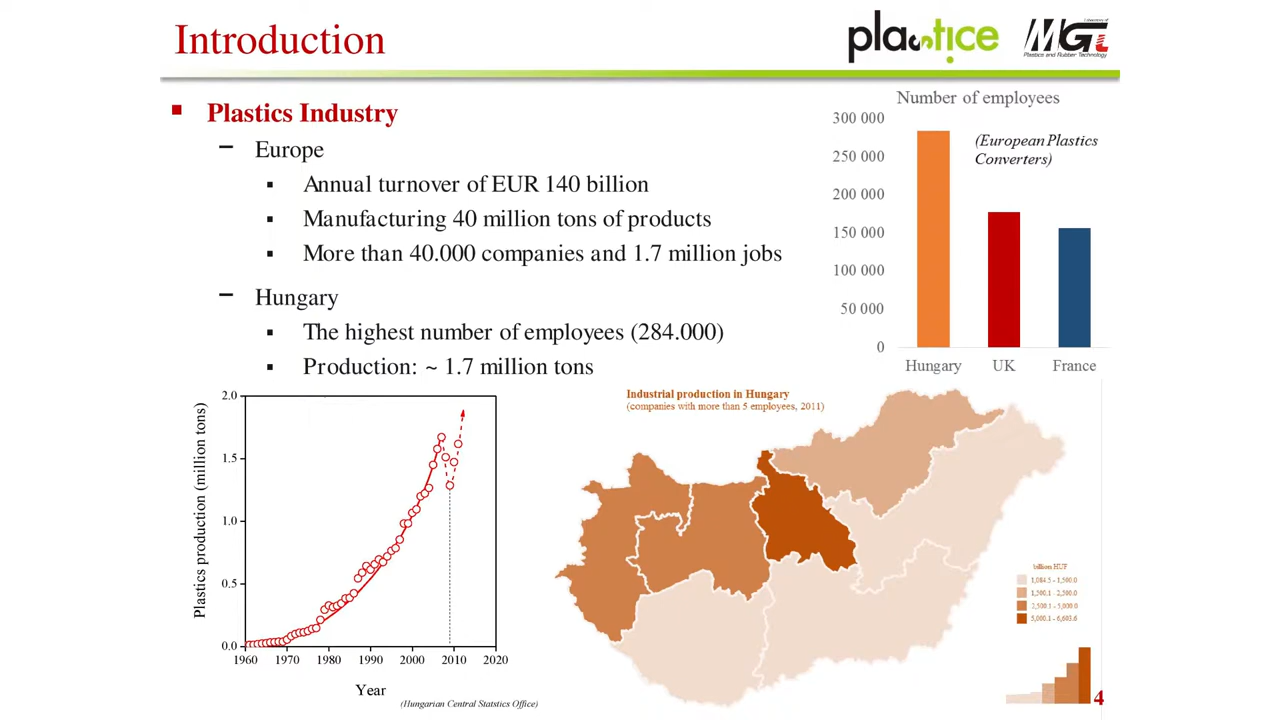 Introduction
plastice
Laboratory of
MGT
Plastics and Rubber Technology
Plastics Industry
Europe
Annual turnover of EUR 140 billion
Manufacturing 40 million tons of products
More than 40.000 companies and 1.7 million jobs
Hungary
The highest number of employees (284.000)
Production: ~ 1.7 million tons
Number of employees
(European Plastics
Converters)
300 000
250 000
200 000
150 000
100 000
50 000
0
Hungary UK France
2.0
1.5
1.0
0.5
0.0
Plastics production (million tons)
1960 1970 1980 1990 2000 2010 2020
Year
(Hungarian Central Statstics Office)
Industrial production in Hungary
(companies with more than 5 employees, 2011)
billion HUF
1,084.5 - 1,500.0
1,500.1 - 2,500.0
2,500.1 - 5,000.0
5,000.1 - 6,603.6
4